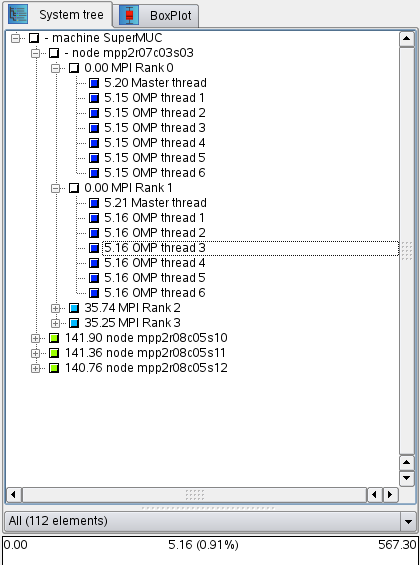 System tree BoxPlot
- machine SuperMUC
- node mpp2r07c03s03
0.00 MPI Rank 0
5.20 Master thread
5.15 OMP thread 1
5.15 OMP thread 2
5.15 OMP thread 3
5.15 OMP thread 4
5.15 OMP thread 5
5.15 OMP thread 6
0.00 MPI Rank 1
5.21 Master thread
5.16 OMP thread 1
5.16 OMP thread 2
5.16 OMP thread 3
5.16 OMP thread 4
5.16 OMP thread 5
5.16 OMP thread 6
35.74 MPI Rank 2
35.25 MPI Rank 3
141.90 node mpp2r08c05s10
141.36 node mpp2r08c05s11
140.76 node mpp2r08c05s12
All (112 elements)
0.00 5.16 (0.91%) 567.30